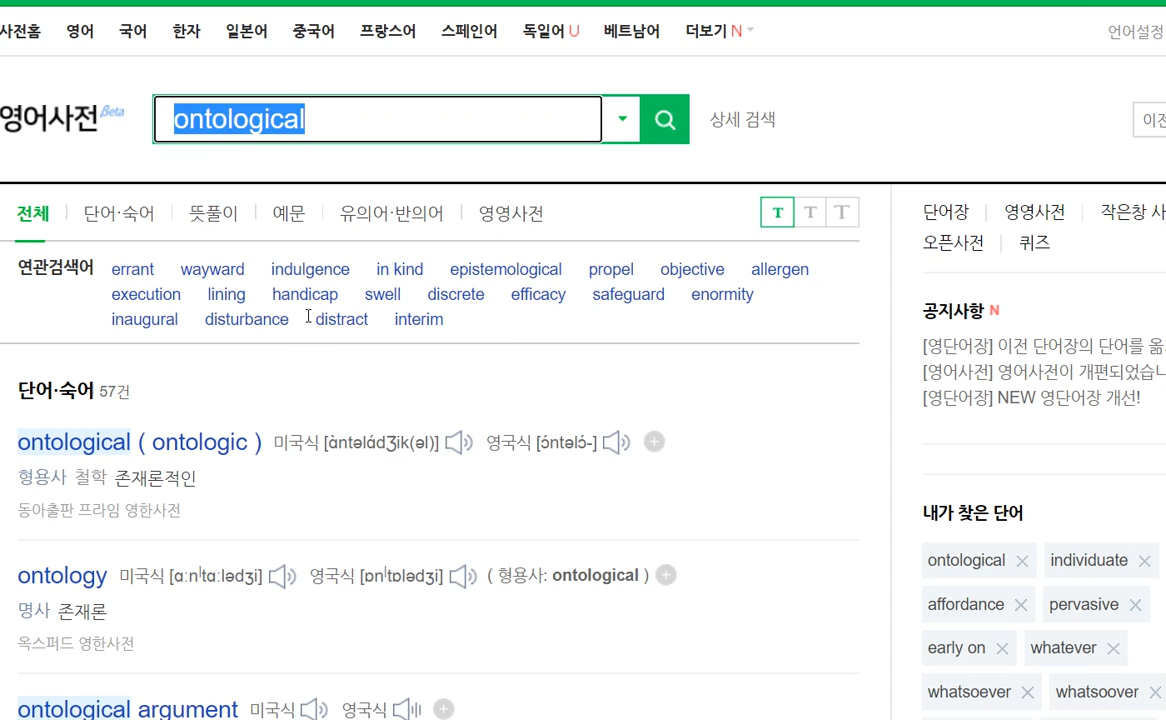 사전홈 영어 국어 한자 일본어 중국어 프랑스어 스페인어 독일어 U 베트남어 더보기 N 언어설정
영어사전 Beta ontological 상세 검색 이전
전체 단어·숙어 뜻풀이 예문 유의어·반의어 영영사전 T T T
연관검색어 errant wayward indulgence in kind epistemological propel objective allergen
execution lining handicap swell discrete efficacy safeguard enormity
inaugural disturbance distract interim
단어·숙어 57건
ontological ( ontologic ) 미국식 [ὰntəlάdƷik(əl)] 영국식 [ɔ́ntəlɔ́-]
형용사 철학 존재론적인
동아출판 프라임 영한사전
ontology 미국식 [ɑːnˈtɑːlədʒi] 영국식 [ɒnˈtɒlədʒi] ( 형용사: ontological )
명사 존재론
옥스퍼드 영한사전
ontological argument 미국식 영국식
단어장 영영사전 작은창
오픈사전 퀴즈
공지사항 N
[영단어장] 이전 단어장의 단어를
[영어사전] 영어사전이 개편되었습니
[영단어장] NEW 영단어장 개선!
내가 찾은 단어
ontological individuate
affordance pervasive
early on whatever
whatsoever whatsoover